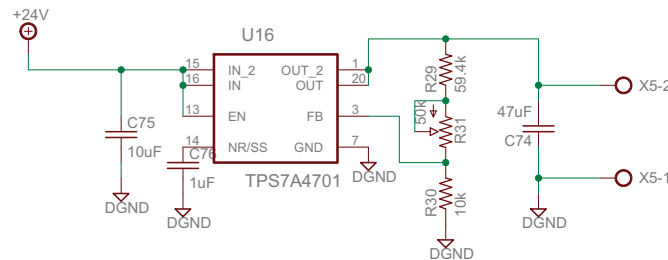 +24V
U16
15 IN_2 OUT_2 1
16 IN OUT 20
13 EN FB 3
14 NR/SS GND 7
TPS7A4701
C75
10uF
DGND
C76
1uF
DGND
DGND
R29
59.4k
50k
R31
R30
10k
DGND
47uF
C74
DGND
X5-2
X5-1